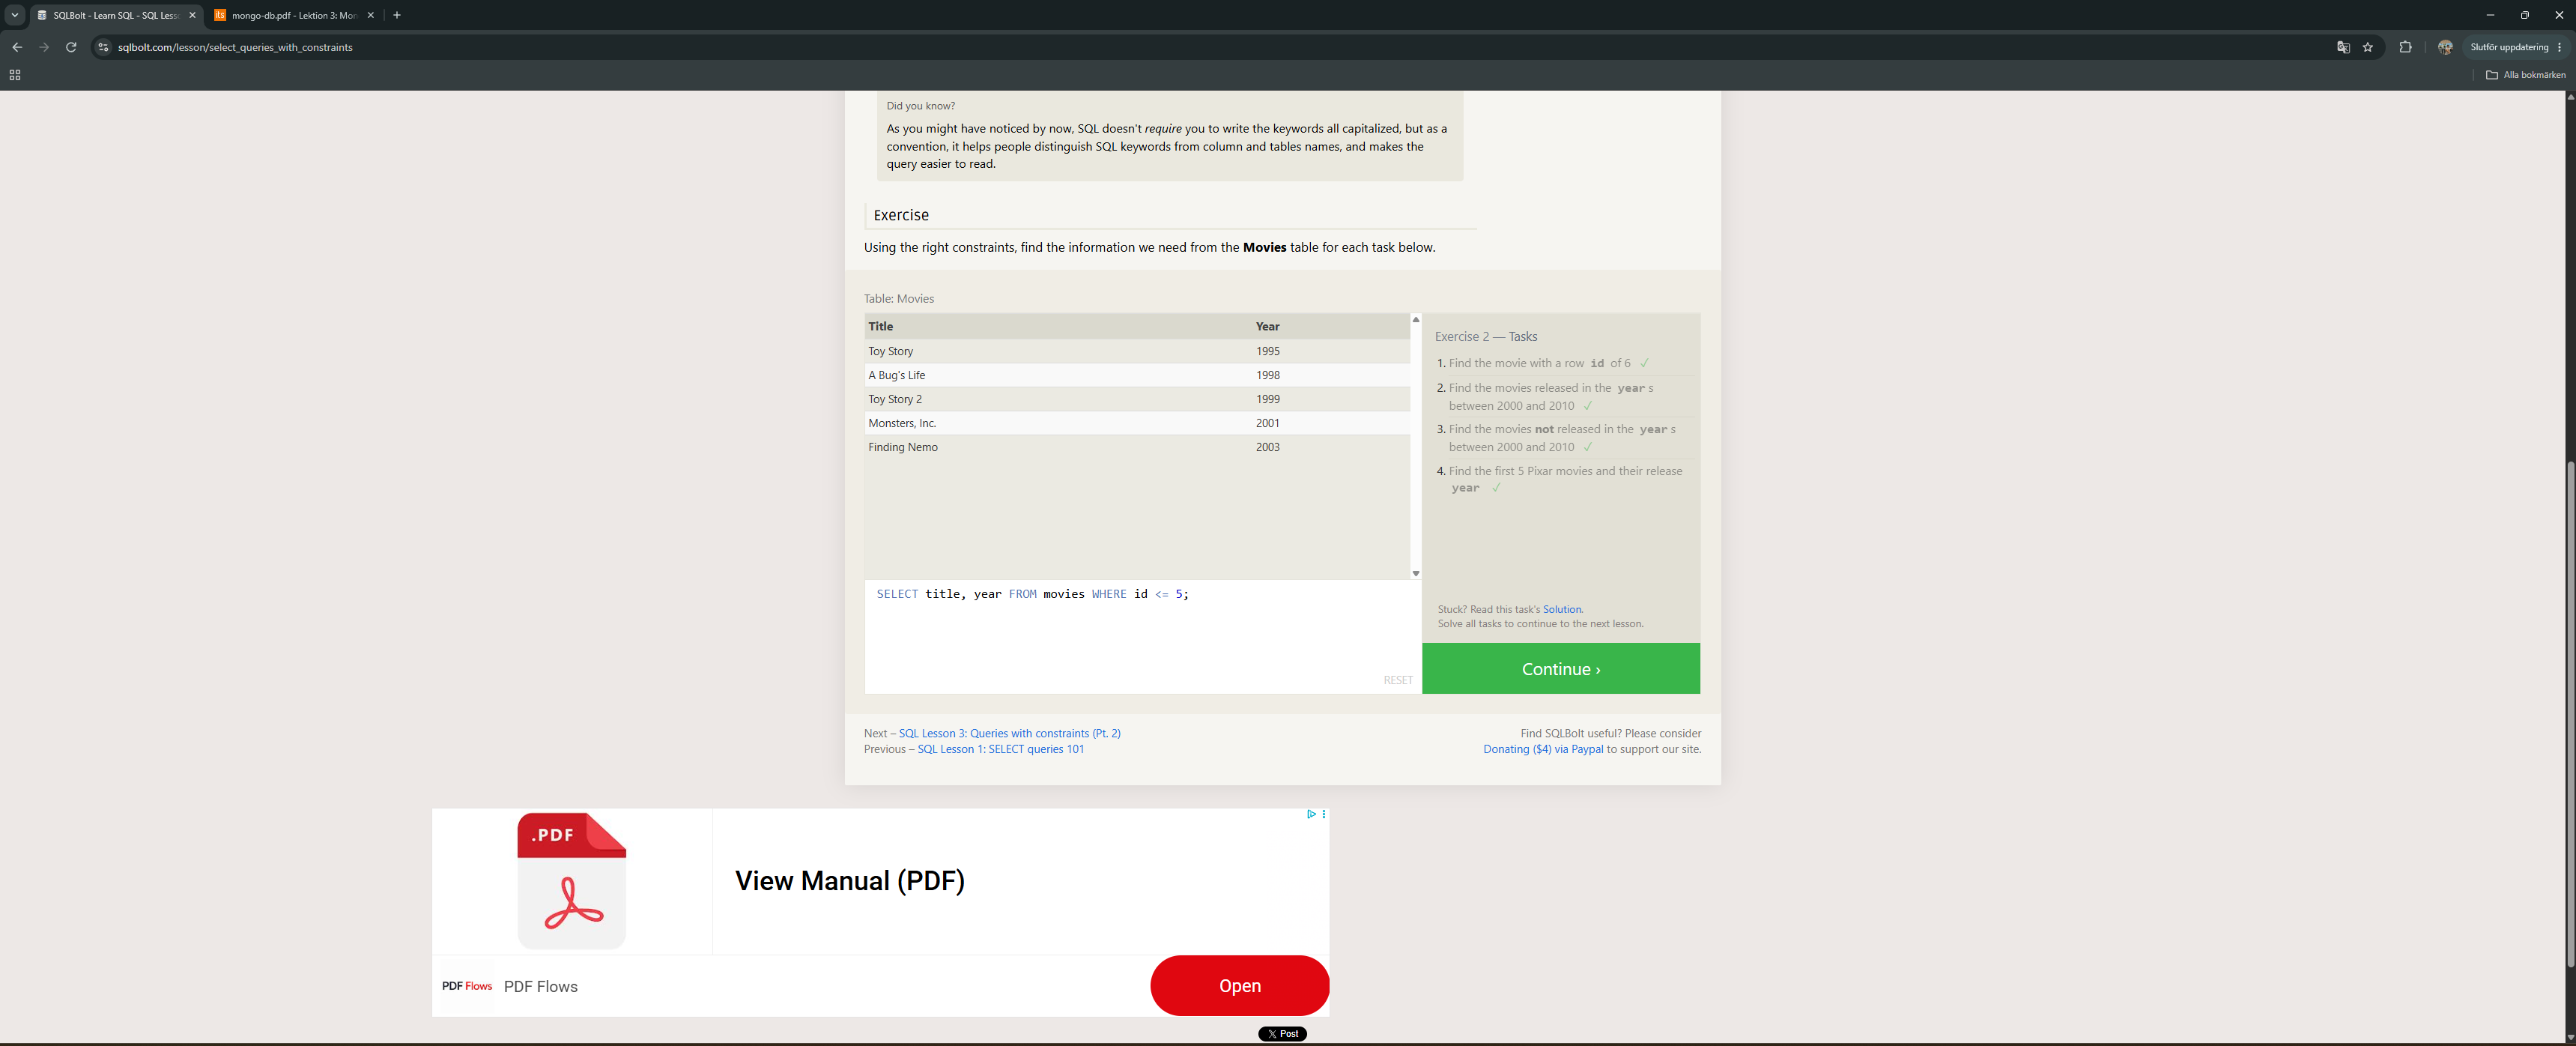 SQLBolt - Learn SQL - SQL Less
mongo-db.pdf - Lektion 3: Mon
sqlbolt.com/lesson/select_queries_with_constraints
Slutför uppdatering
Alla bokmärken
Did you know?
As you might have noticed by now, SQL doesn't require you to write the keywords all capitalized, but as a
convention, it helps people distinguish SQL keywords from column and tables names, and makes the
query easier to read.
Exercise
Using the right constraints, find the information we need from the Movies table for each task below.
Table: Movies
Title Year
Toy Story 1995
A Bug's Life 1998
Toy Story 2 1999
Monsters, Inc. 2001
Finding Nemo 2003
SELECT title, year FROM movies WHERE id <= 5;
RESET
Exercise 2 — Tasks
1. Find the movie with a row id of 6 ✓
2. Find the movies released in the year s
between 2000 and 2010 ✓
3. Find the movies not released in the year s
between 2000 and 2010 ✓
4. Find the first 5 Pixar movies and their release
year ✓
Stuck? Read this task's Solution.
Solve all tasks to continue to the next lesson.
Continue ›
Next – SQL Lesson 3: Queries with constraints (Pt. 2)
Previous – SQL Lesson 1: SELECT queries 101
Find SQLBolt useful? Please consider
Donating ($4) via Paypal to support our site.
.PDF
View Manual (PDF)
PDF Flows
PDF Flows
Open
X Post